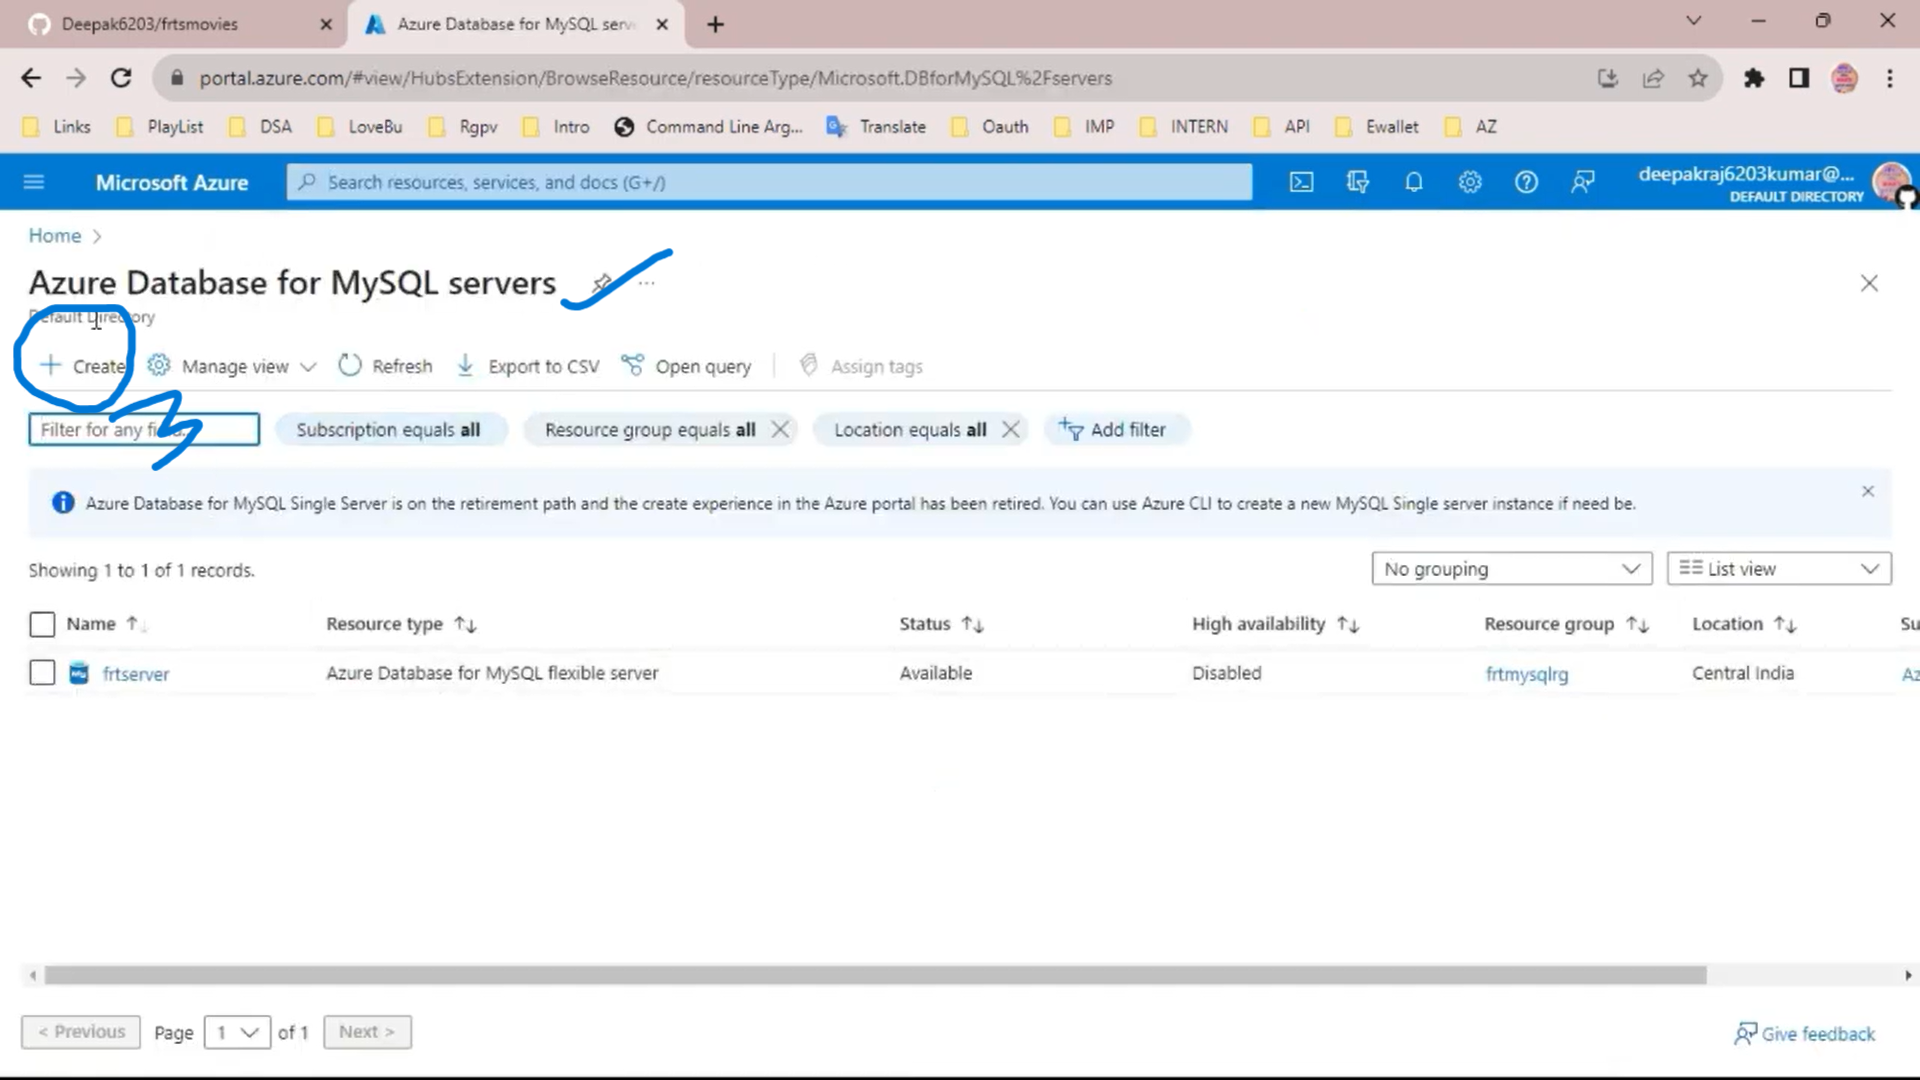 Deepak6203/frtsmovies
Azure Database for MySQL serv
portal.azure.com/#view/HubsExtension/BrowseResource/resourceType/Microsoft.DBforMySQL%2Fservers
Links PlayList DSA LoveBu Rgpv Intro Command Line Arg... Translate Oauth IMP INTERN API Ewallet AZ
Microsoft Azure
Search resources, services, and docs (G+/)
deepakraj6203kumar@...
DEFAULT DIRECTORY
Home
Azure Database for MySQL servers ...
Default Directory
Create Manage view Refresh Export to CSV Open query Assign tags
Filter for any Subscription equals all Resource group equals all Location equals all Add filter
Azure Database for MySQL Single Server is on the retirement path and the create experience in the Azure portal has been retired. You can use Azure CLI to create a new MySQL Single server instance if need be.
Showing 1 to 1 of 1 records.
No grouping List view
Name Resource type Status High availability Resource group Location Su
frtserver Azure Database for MySQL flexible server Available Disabled frtmysqlrg Central India Az
< Previous Page 1 of 1 Next >
Give feedback